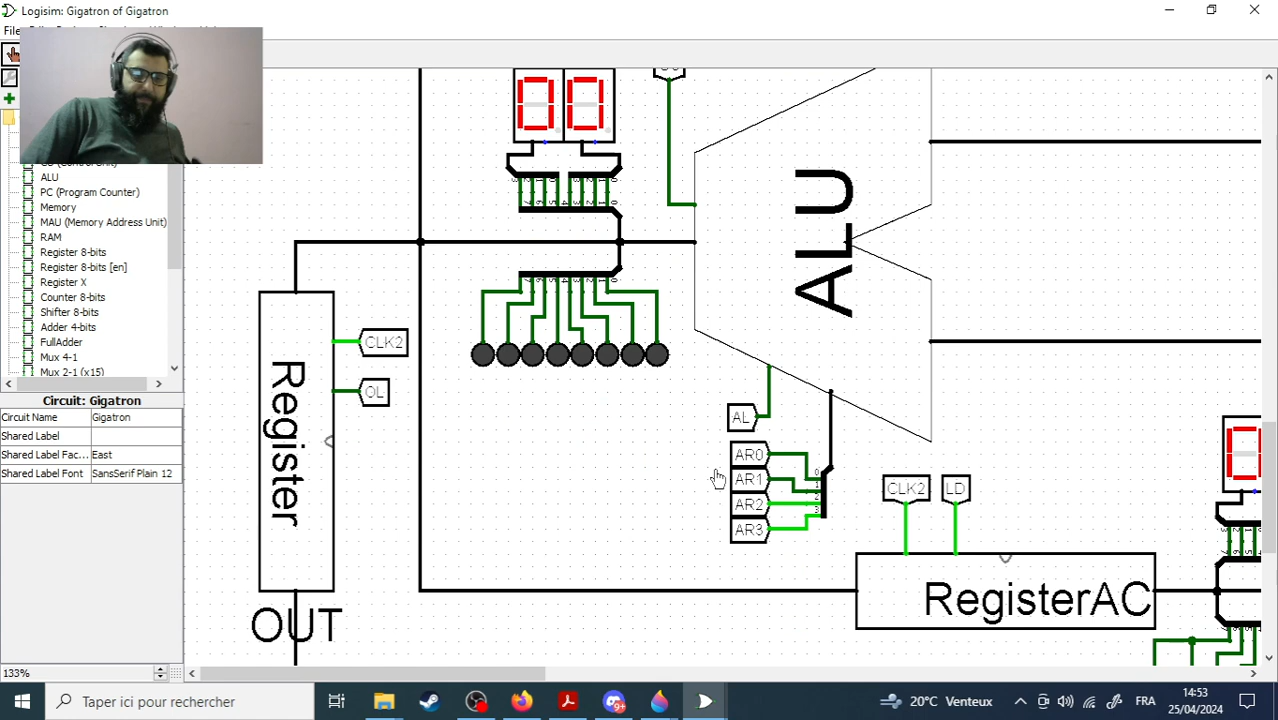 Logisim: Gigatron of Gigatron
File
ALU
PC (Program Counter)
Memory
MAU (Memory Address Unit)
RAM
Register 8-bits
Register 8-bits [en]
Register X
Counter 8-bits
Shifter 8-bits
Adder 4-bits
FullAdder
Mux 4-1
Mux 2-1 (x15)
Circuit: Gigatron
Circuit Name Gigatron
Shared Label
Shared Label Fac... East
Shared Label Font SansSerif Plain 12
133%
00
ALU
CLK2
OL
Register
OUT
AL
AR0
AR1
AR2
AR3
CLK2 LD
RegisterAC
0
Taper ici pour rechercher
9+
20°C Venteux
FRA
14:53
25/04/2024